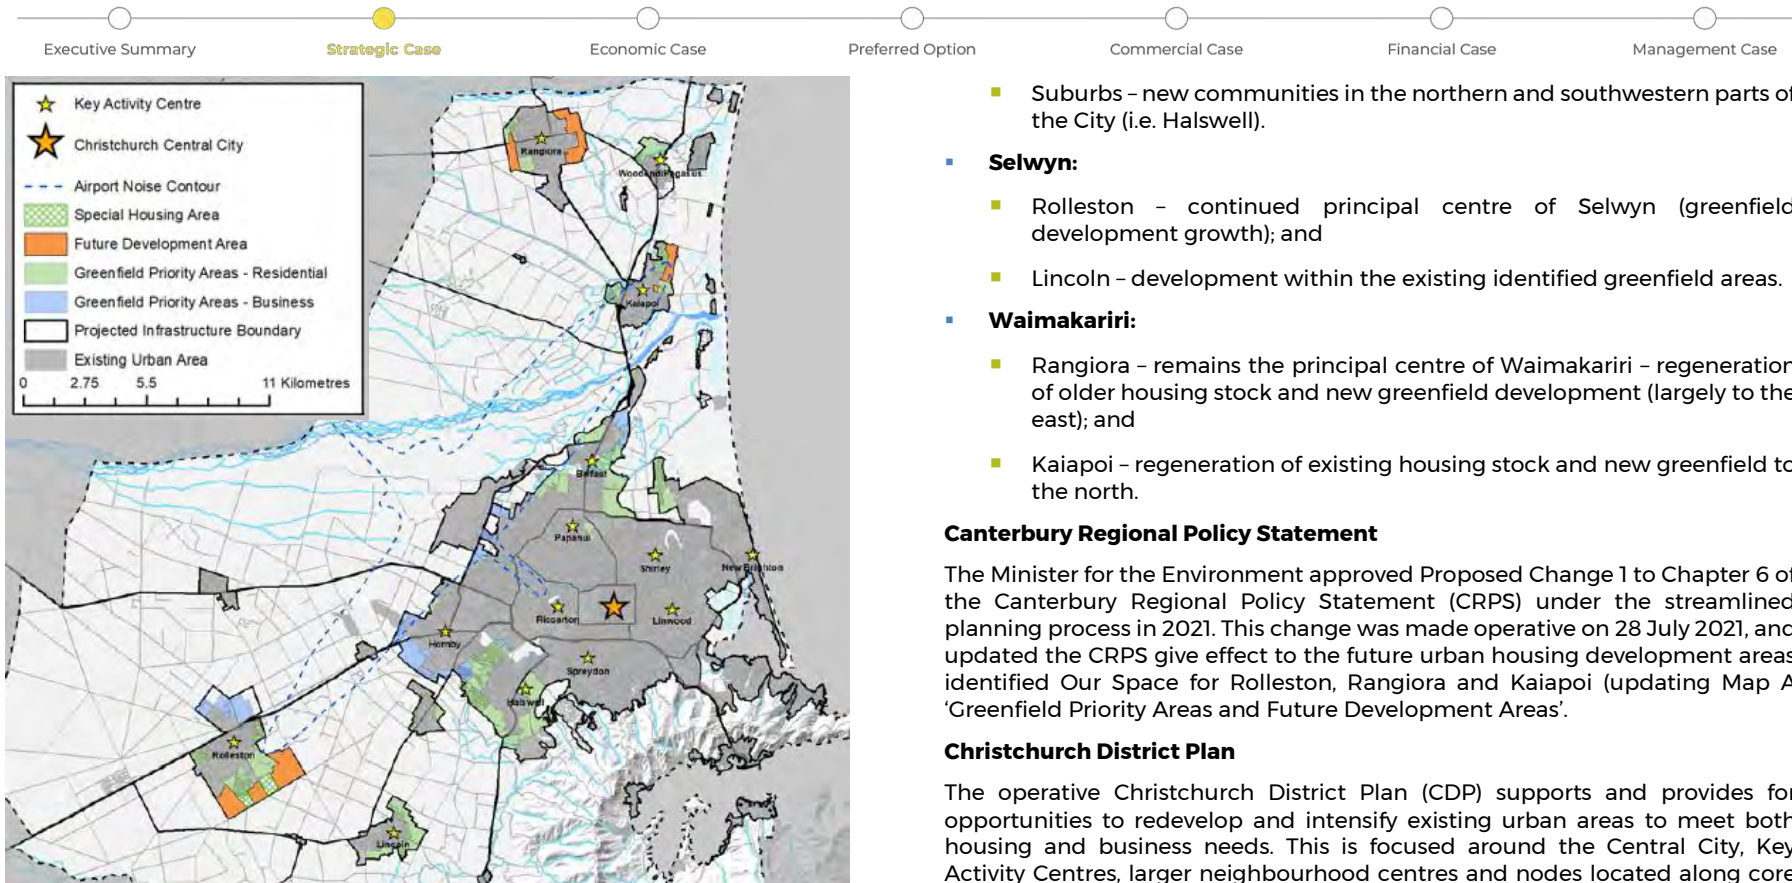 Executive Summary
Strategic Case
Economic Case
Preferred Option
Commercial Case
Financial Case
Management Case
Key Activity Centre
Christchurch Central City
Airport Noise Contour
Special Housing Area
Future Development Area
Greenfield Priority Areas - Residential
Greenfield Priority Areas - Business
Projected Infrastructure Boundary
Existing Urban Area
0 2.75 5.5 11 Kilometres
Rangiora
Woodend/Pegasus
Kaiapoi
Belfast
Papanui
Shirley
New Brighton
Riccarton
Linwood
Hornby
Spreydon
Halswell
Rolleston
Lincoln
Suburbs – new communities in the northern and southwestern parts of
the City (i.e. Halswell).
Selwyn:
Rolleston – continued principal centre of Selwyn (greenfield
development growth); and
Lincoln – development within the existing identified greenfield areas.
Waimakariri:
Rangiora – remains the principal centre of Waimakariri – regeneration
of older housing stock and new greenfield development (largely to the
east); and
Kaiapoi – regeneration of existing housing stock and new greenfield to
the north.
Canterbury Regional Policy Statement
The Minister for the Environment approved Proposed Change 1 to Chapter 6 of
the Canterbury Regional Policy Statement (CRPS) under the streamlined
planning process in 2021. This change was made operative on 28 July 2021, and
updated the CRPS give effect to the future urban housing development areas
identified Our Space for Rolleston, Rangiora and Kaiapoi (updating Map A
‘Greenfield Priority Areas and Future Development Areas’.
Christchurch District Plan
The operative Christchurch District Plan (CDP) supports and provides for
opportunities to redevelop and intensify existing urban areas to meet both
housing and business needs. This is focused around the Central City, Key
Activity Centres, larger neighbourhood centres and nodes located along core